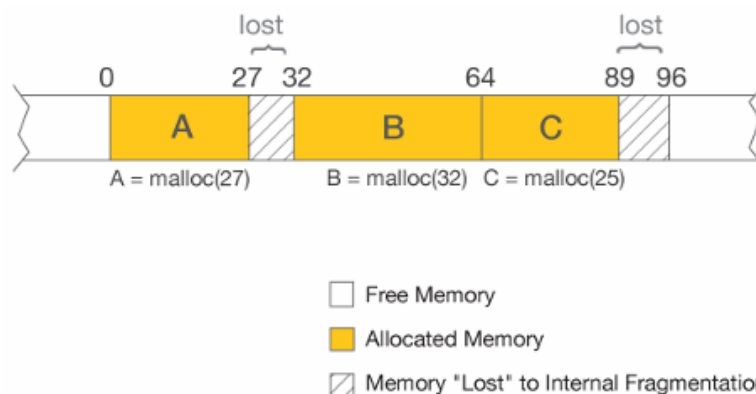 lost lost
0 27 32 64 89 96
A B C
A = malloc(27) B = malloc(32) C = malloc(25)
Free Memory
Allocated Memory
Memory "Lost" to Internal Fragmentation